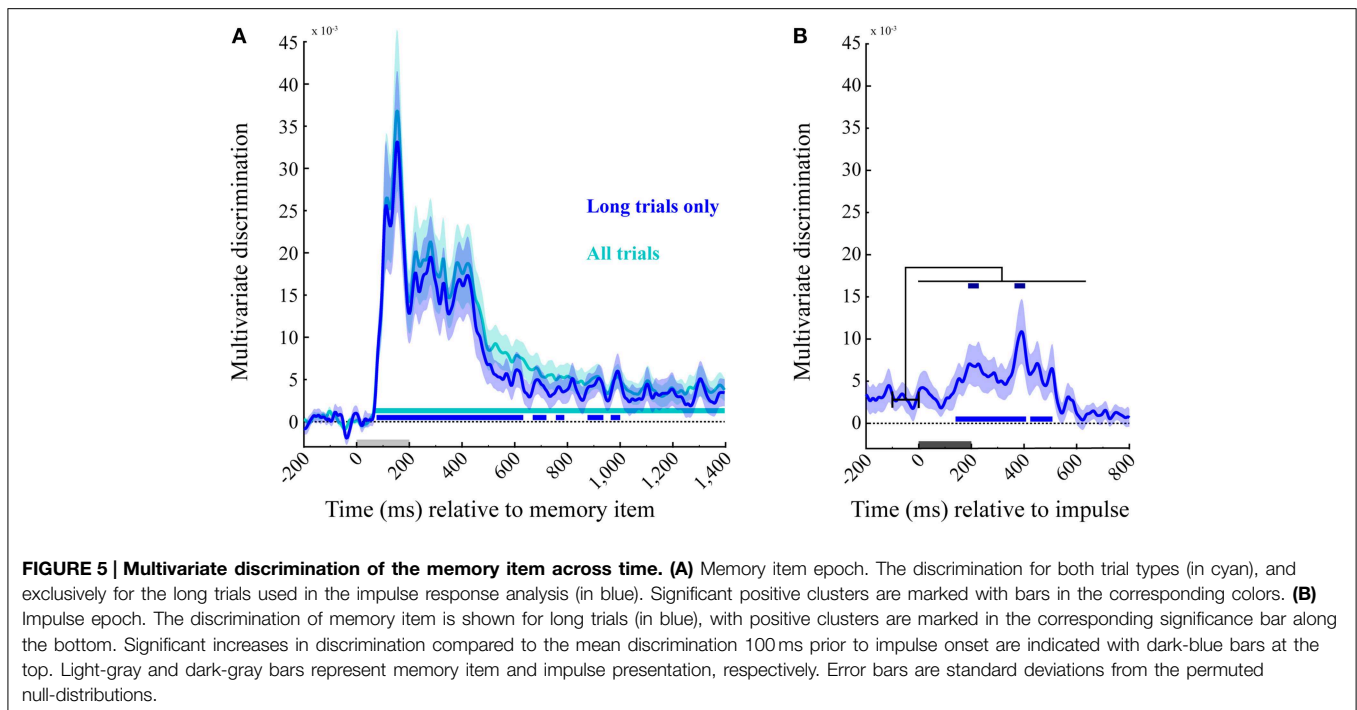 A
x 10⁻³
45
40
35
30
25
20
15
10
5
0
Multivariate discrimination
Long trials only
All trials
-200
0
200
400
600
800
1,000
1,200
1,400
Time (ms) relative to memory item
B
x 10⁻³
45
40
35
30
25
20
15
10
5
0
Multivariate discrimination
-200
0
200
400
600
800
Time (ms) relative to impulse
FIGURE 5 | Multivariate discrimination of the memory item across time. (A) Memory item epoch. The discrimination for both trial types (in cyan), and
exclusively for the long trials used in the impulse response analysis (in blue). Significant positive clusters are marked with bars in the corresponding colors. (B)
Impulse epoch. The discrimination of memory item is shown for long trials (in blue), with positive clusters are marked in the corresponding significance bar along
the bottom. Significant increases in discrimination compared to the mean discrimination 100 ms prior to impulse onset are indicated with dark-blue bars at the
top. Light-gray and dark-gray bars represent memory item and impulse presentation, respectively. Error bars are standard deviations from the permuted
null-distributions.